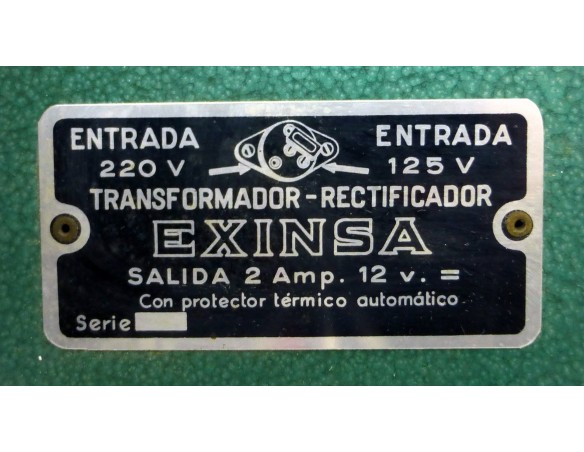 ENTRADA ENTRADA
220 V 125 V
TRANSFORMADOR-RECTIFICADOR
EXINSA
SALIDA 2 Amp. 12 v. =
Con protector térmico automático
Serie